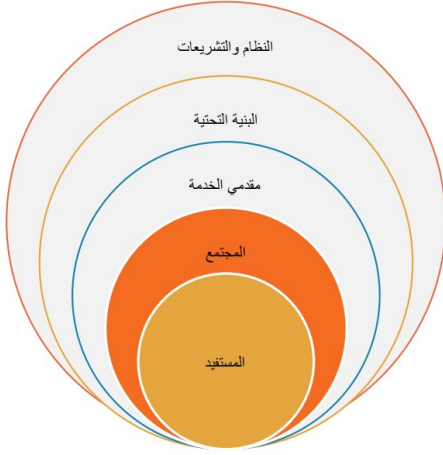 النظام والتشريعات
البنية التحتية
مقدمي الخدمة
المجتمع
المستفيد